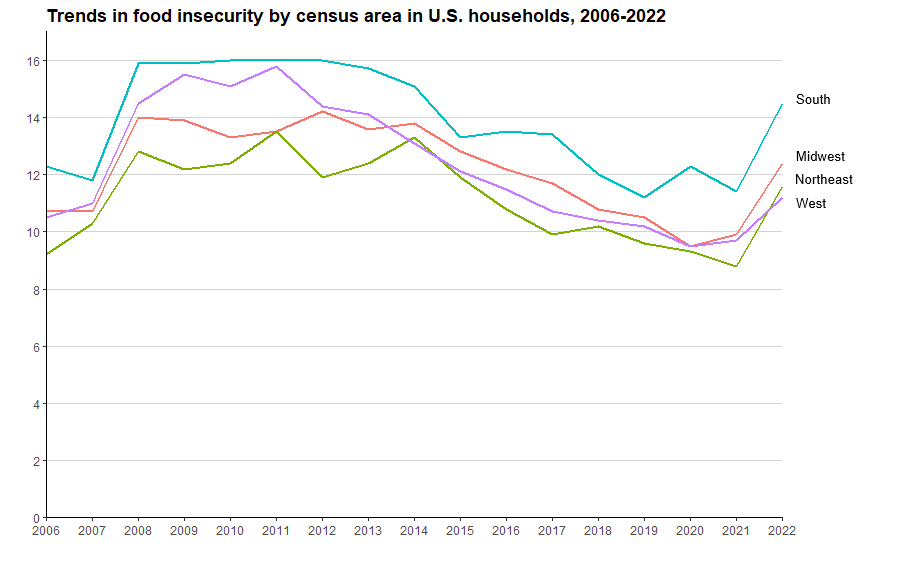 Trends in food insecurity by census area in U.S. households, 2006-2022
16
14
12
10
8
6
4
2
0
South
Midwest
Northeast
West
2006 2007 2008 2009 2010 2011 2012 2013 2014 2015 2016 2017 2018 2019 2020 2021 2022